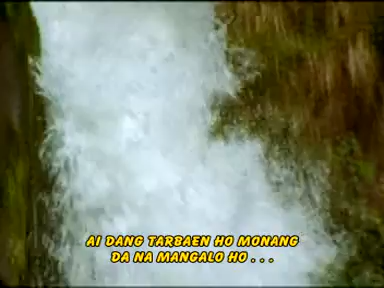 AI DANG TARBAEN HO MONANG
DA NA MANGALO HO . . .